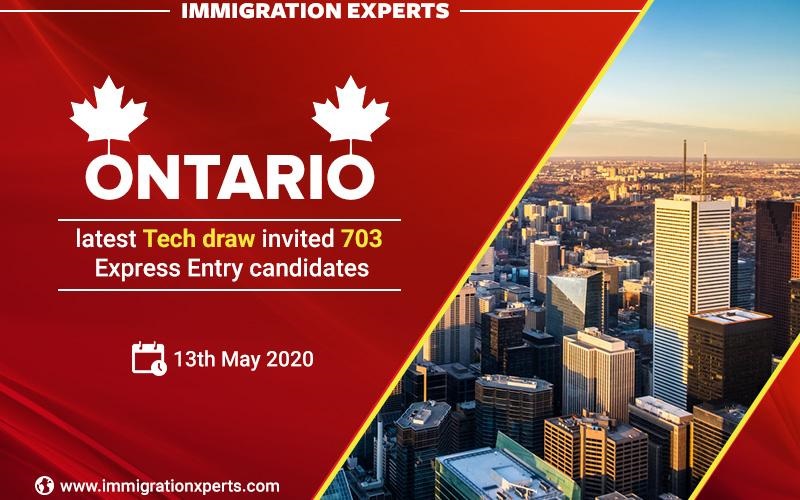 IMMIGRATION EXPERTS
ONTARIO
latest Tech draw invited 703
Express Entry candidates
13th May 2020
www.immigrationxperts.com